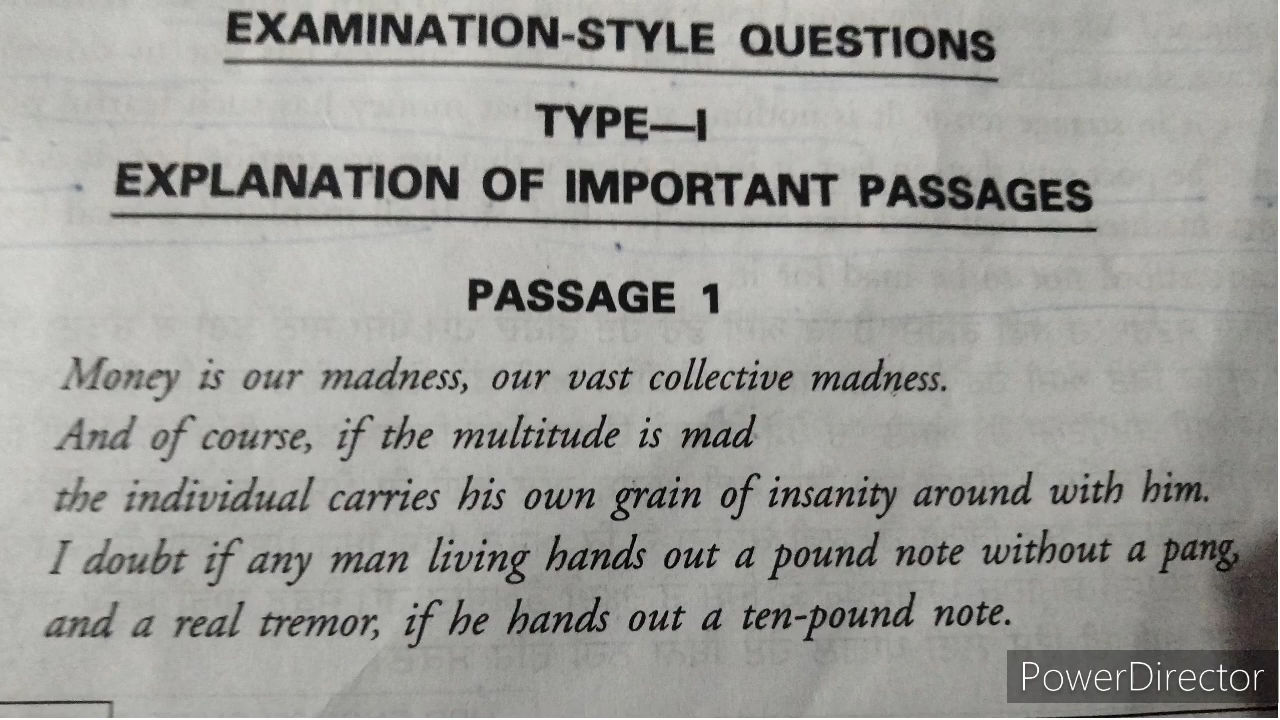 EXAMINATION-STYLE QUESTIONS
TYPE—I
EXPLANATION OF IMPORTANT PASSAGES
PASSAGE 1
Money is our madness, our vast collective madness.
And of course, if the multitude is mad
the individual carries his own grain of insanity around with him.
I doubt if any man living hands out a pound note without a pang,
and a real tremor, if he hands out a ten-pound note.
PowerDirector